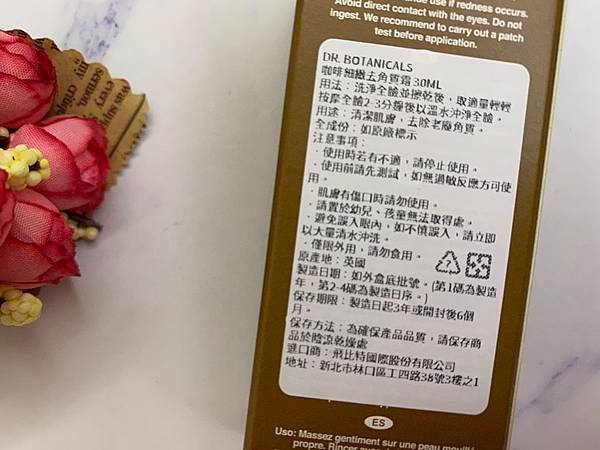 use if redness occurs.
Avoid direct contact with the eyes. Do not
ingest. We recommend to carry out a patch
test before application.
DR. BOTANICALS
咖啡細緻去角質霜 30ML
用法：洗淨全臉並擦乾後，取適量輕輕
按摩全臉2-3分鐘後以溫水沖淨全臉。
用途：清潔肌膚，去除老廢角質。
全成份：如原廠標示
注意事項：
．使用時若有不適，請停止使用。
．使用前請先測試，如無過敏反應方可使
用。
．肌膚有傷口時請勿使用。
．請置於幼兒、孩童無法取得處。
．避免誤入眼內，如不慎誤入，請立即
以大量清水沖洗。
．僅限外用，請勿食用。
原產地：英國
製造日期：如外盒底批號。(第1碼為製造
年，第2-4碼為製造日序。)
保存期限：製造日起3年或開封後6個
月。
保存方法：為確保產品品質，請保存商
品於陰涼乾燥處
進口商：飛比特國際股份有限公司
地址：新北市林口區工四路38號3樓之1
ES
Uso: Massez gentiment sur une peau mouillé
propre. Rincer avec